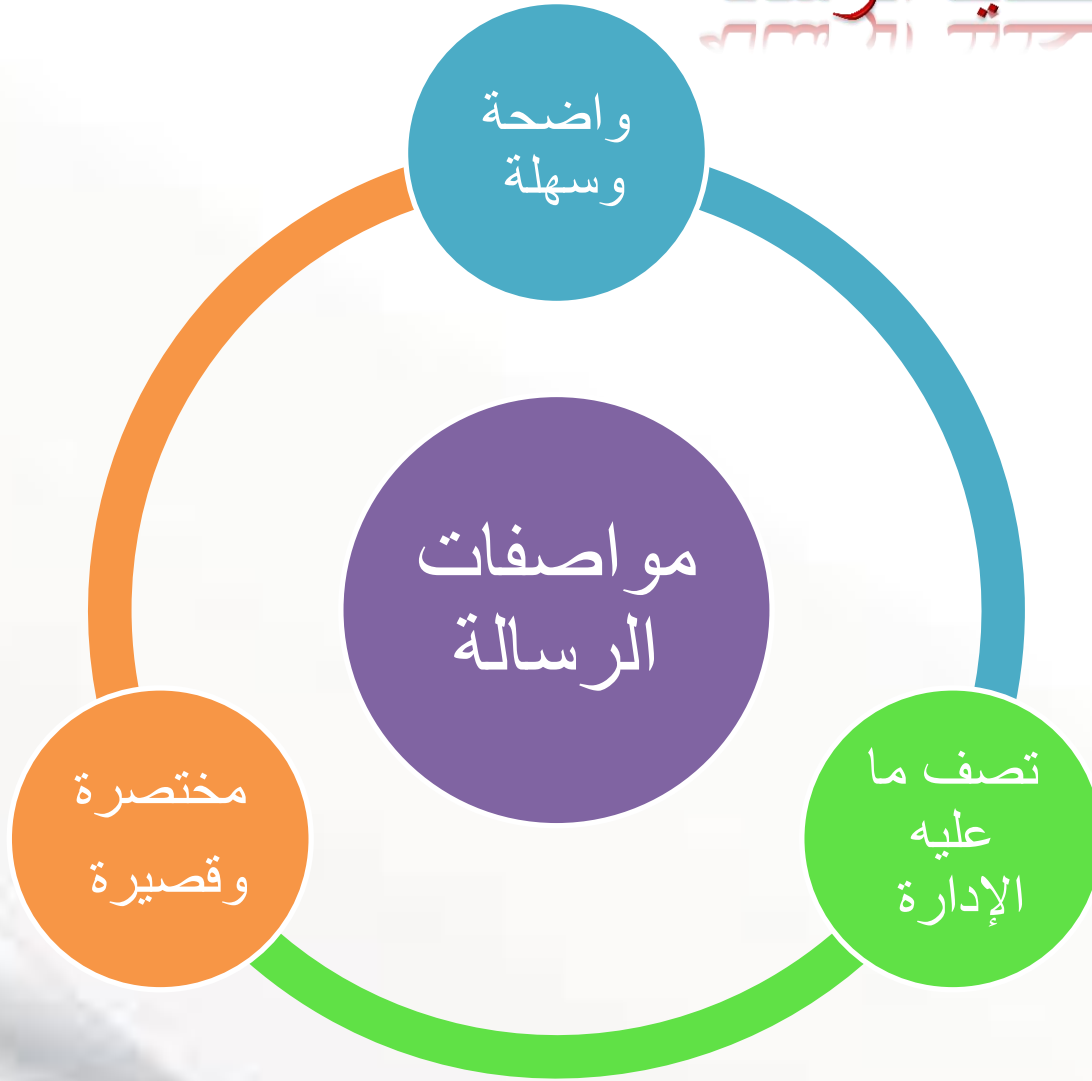 واضحة
وسهلة
مواصفات
الرسالة
تصف ما
عليه
الإدارة
مختصرة
وقصيرة